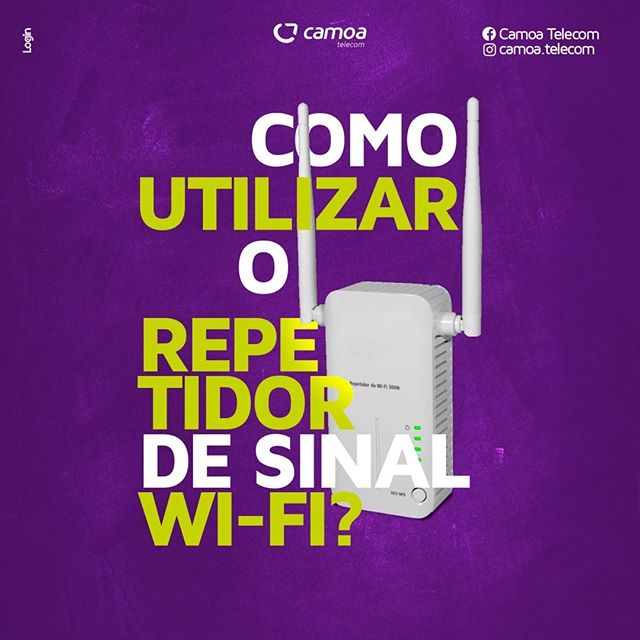 Login
camoa
telecom
Camoa Telecom
camoa.telecom
COMO
UTILIZAR
O
REPE
TIDOR
DE SINAL
WI-FI?
Repetidor de Wi-Fi 300N